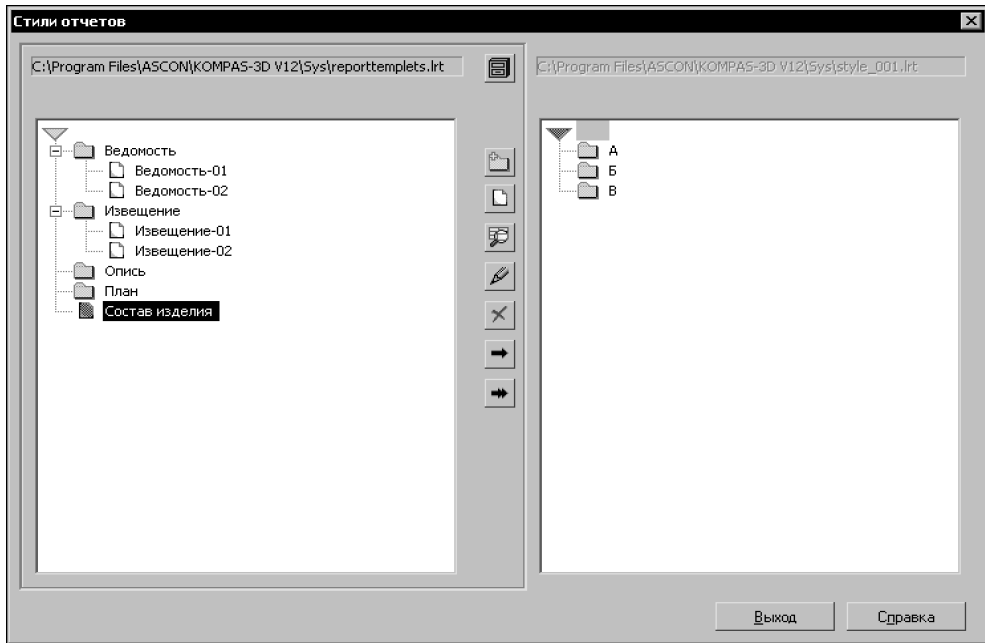 Стили отчетов
C:\Program Files\ASCON\KOMPAS-3D V12\Sys\reporttemplets.lrt
C:\Program Files\ASCON\KOMPAS-3D V12\Sys\style_001.lrt
Ведомость
Ведомость-01
Ведомость-02
Извещение
Извещение-01
Извещение-02
Опись
План
Состав изделия
А
Б
В
Выход
Справка